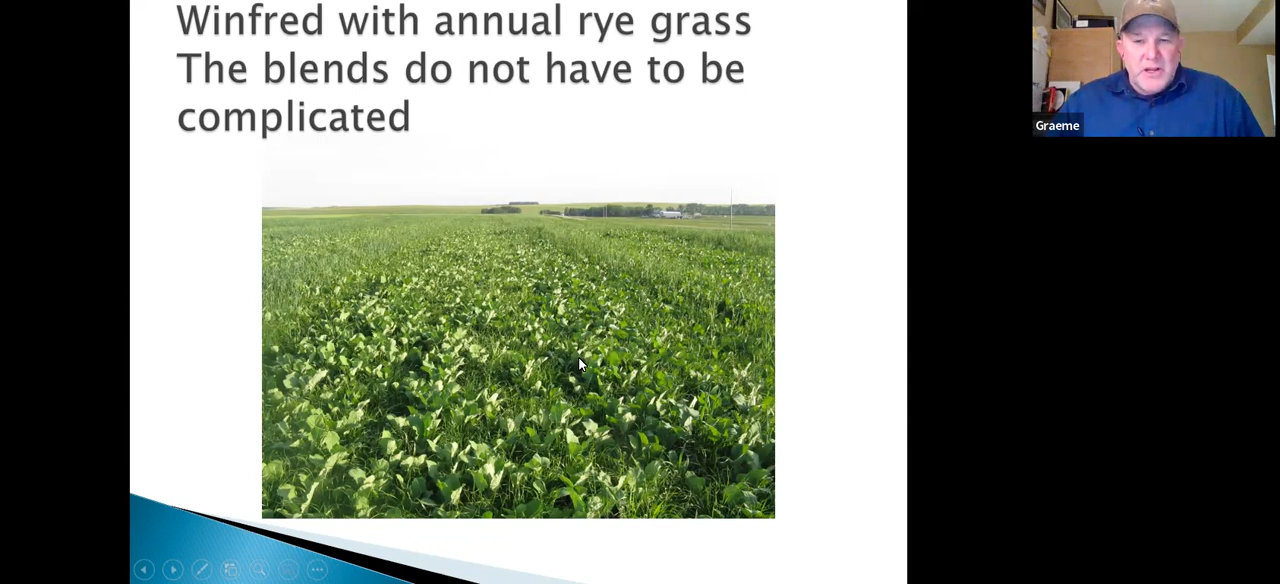 Winfred with annual rye grass
The blends do not have to be
complicated
Graeme